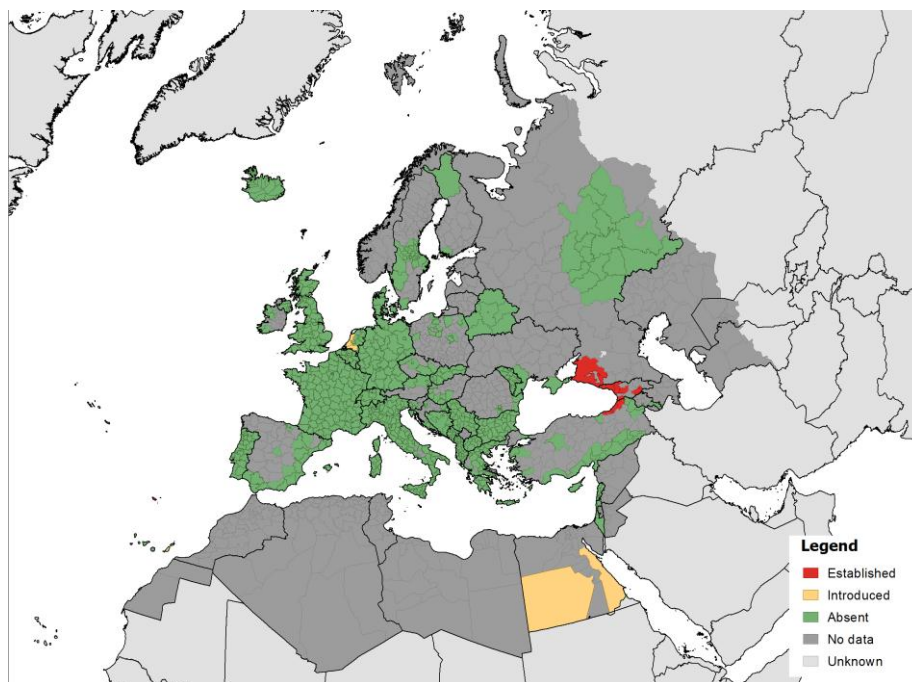 Legend
Established
Introduced
Absent
No data
Unknown